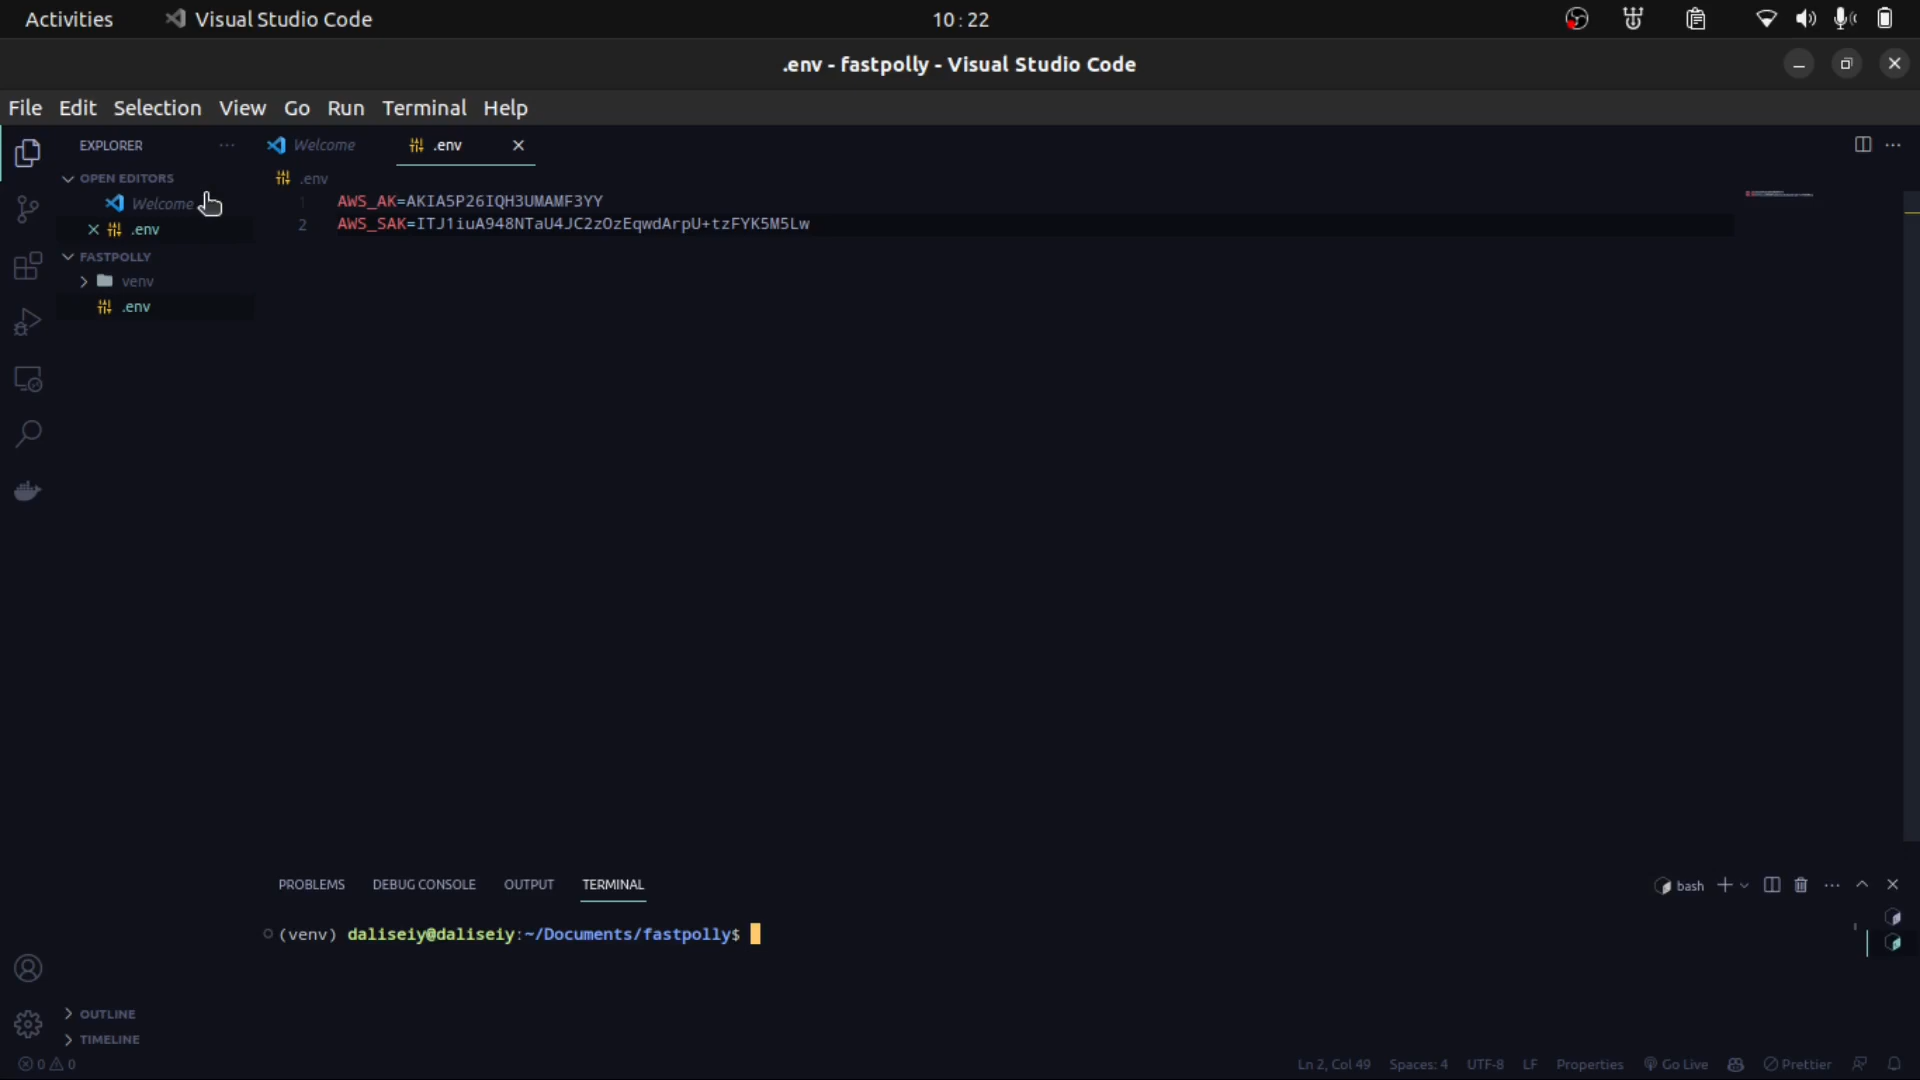 Activities
Visual Studio Code
10:22
.env - fastpolly - Visual Studio Code
File Edit Selection View Go Run Terminal Help
EXPLORER
Welcome
.env
OPEN EDITORS
.env
Welcome
1 AWS_AK=AKIA5P26IQH3UMAMF3YY
2 AWS_SAK=ITJ1iuA948NTaU4JC2zOzEqwdArpU+tzFYK5M5Lw
.env
FASTPOLLY
venv
.env
PROBLEMS DEBUG CONSOLE OUTPUT TERMINAL
bash
(venv) daliseiy@daliseiy:~/Documents/fastpolly$
OUTLINE
TIMELINE
0 0
Ln 2, Col 49 Spaces: 4 UTF-8 LF Properties Go Live Prettier